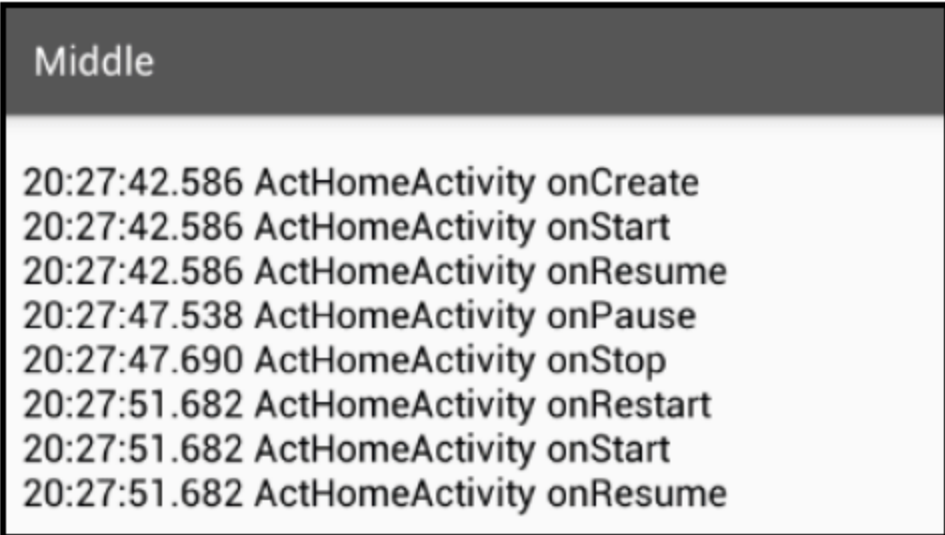 Middle
20:27:42.586 ActHomeActivity onCreate
20:27:42.586 ActHomeActivity onStart
20:27:42.586 ActHomeActivity onResume
20:27:47.538 ActHomeActivity onPause
20:27:47.690 ActHomeActivity onStop
20:27:51.682 ActHomeActivity onRestart
20:27:51.682 ActHomeActivity onStart
20:27:51.682 ActHomeActivity onResume